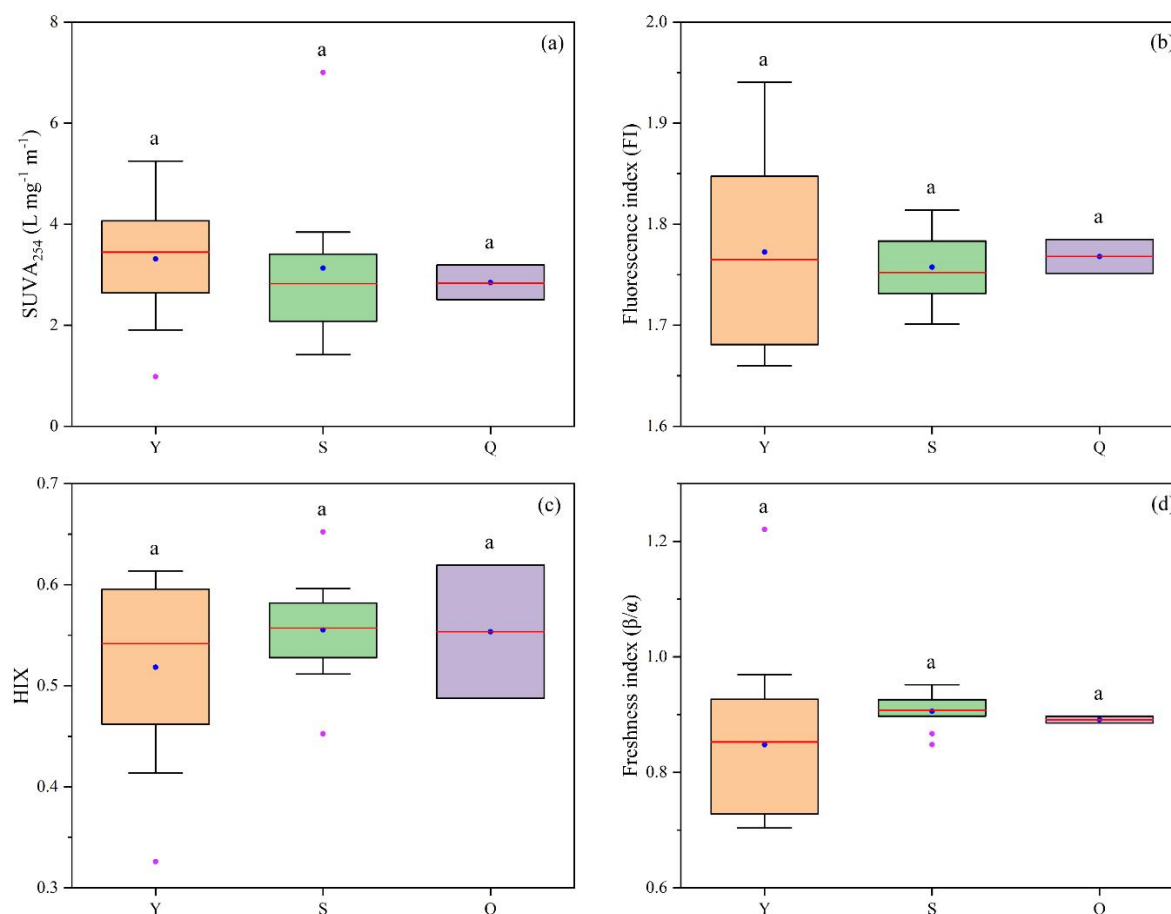 (a)
SUVA254 (L mg-1 m-1)
8
6
4
2
0
a
a
a
Y
S
Q
(b)
Fluorescence index (FI)
2.0
1.9
1.8
1.7
1.6
a
a
a
Y
S
Q
(c)
HIX
0.7
0.6
0.5
0.4
0.3
a
a
a
Y
S
Q
(d)
Freshness index (β/α)
1.2
1.0
0.8
0.6
a
a
a
Y
S
Q